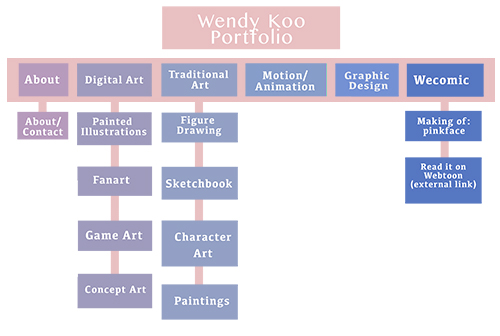 Wendy Koo
Portfolio
About
Digital Art
Traditional
Art
Motion/
Animation
Graphic
Design
Wecomic
About/
Contact
Painted
Illustrations
Figure
Drawing
Making of:
pinkface
Fanart
Sketchbook
Read it on
Webtoon
(external link)
Game Art
Character
Art
Concept Art
Paintings